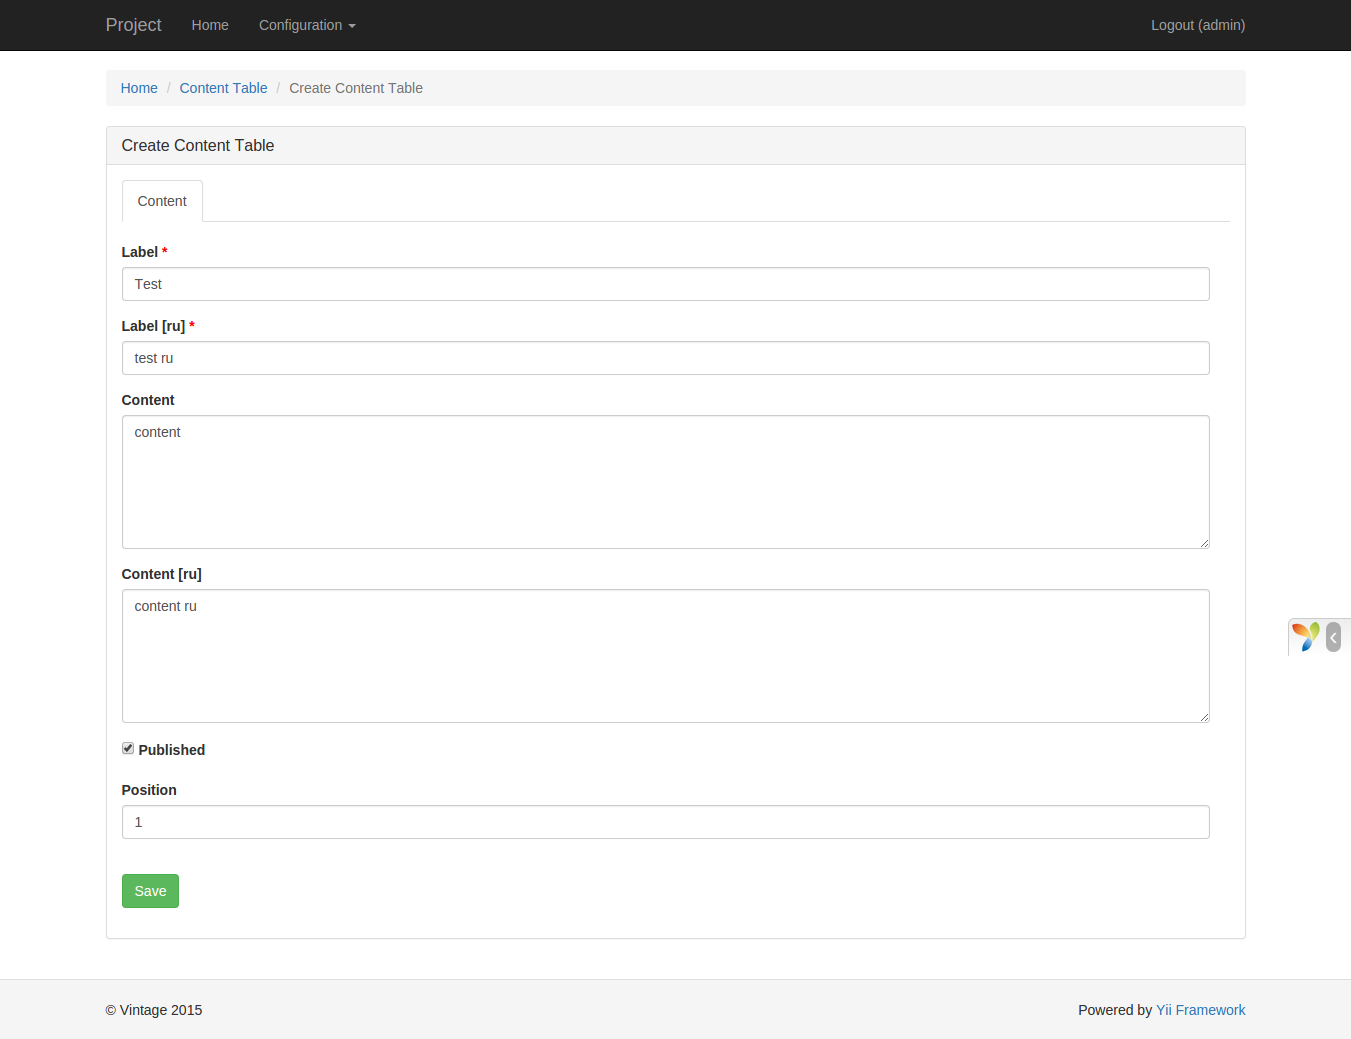 Project Home Configuration Logout (admin)
Home / Content Table / Create Content Table
Create Content Table
Content
Label *
Test
Label [ru] *
test ru
Content
content
Content [ru]
content ru
Published
Position
1
Save
© Vintage 2015 Powered by Yii Framework